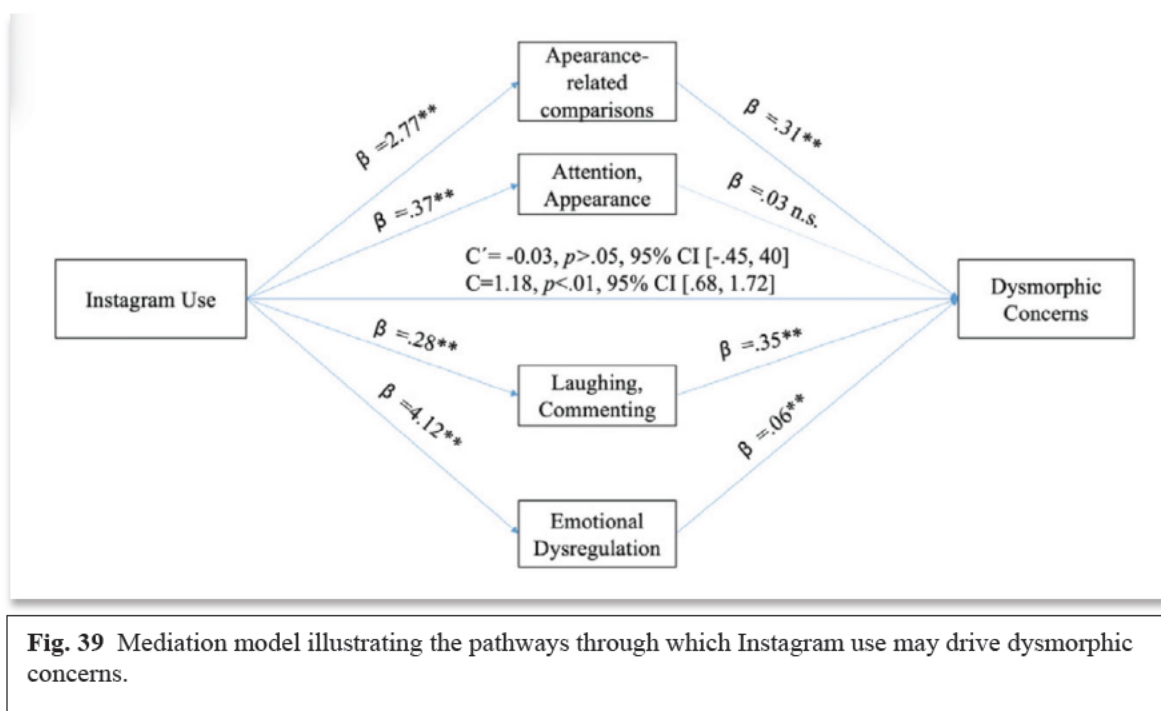 Apearance-
related
comparisons
β =2.77**
β =.31**
Attention,
Appearance
β =.37**
β =.03 n.s.
C´= -0.03, p>.05, 95% CI [-.45, 40]
C=1.18, p<.01, 95% CI [.68, 1.72]
Instagram Use
Dysmorphic
Concerns
β =.28**
β =.35**
Laughing,
Commenting
β =4.12**
β =.06**
Emotional
Dysregulation
Fig. 39 Mediation model illustrating the pathways through which Instagram use may drive dysmorphic
concerns.